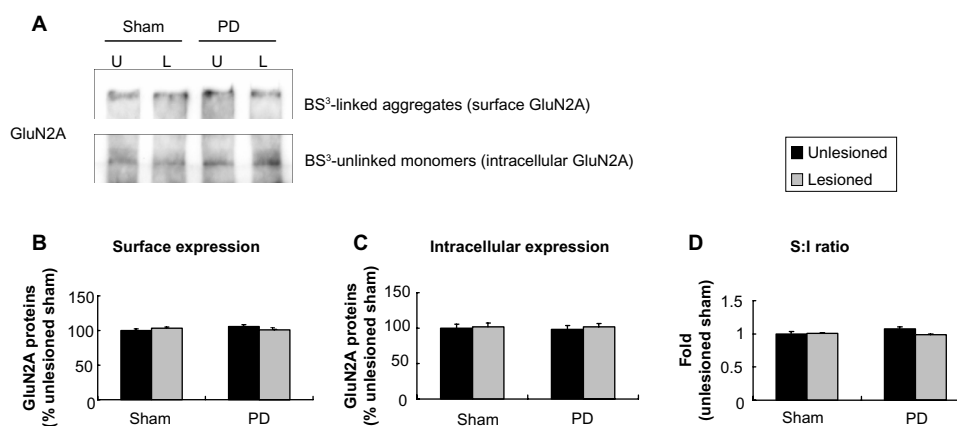 A
Sham PD
U L U L
GluN2A
BS³-linked aggregates (surface GluN2A)
BS³-unlinked monomers (intracellular GluN2A)
Unlesioned
Lesioned
B Surface expression
GluN2A proteins
(% unlesioned sham)
150
100
50
0
Sham PD
C Intracellular expression
GluN2A proteins
(% unlesioned sham)
150
100
50
0
Sham PD
D S:I ratio
Fold
(unlesioned sham)
1.5
1
0.5
0
Sham PD